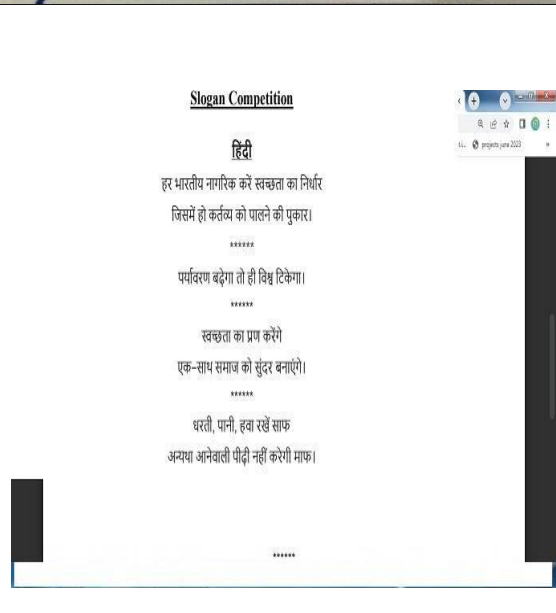 Slogan Competition
हिंदी
हर भारतीय नागरिक करें स्वच्छता का निर्धार
जिसमें हो कर्तव्य को पालने की पुकार।
******
पर्यावरण बढ़ेगा तो ही विश्व टिकेगा।
******
स्वच्छता का प्रण करेंगे
एक-साथ समाज को सुंदर बनाएंगे।
******
धरती, पानी, हवा रखें साफ
अन्यथा आनेवाली पीढ़ी नहीं करेगी माफ।
******
projects june 2023